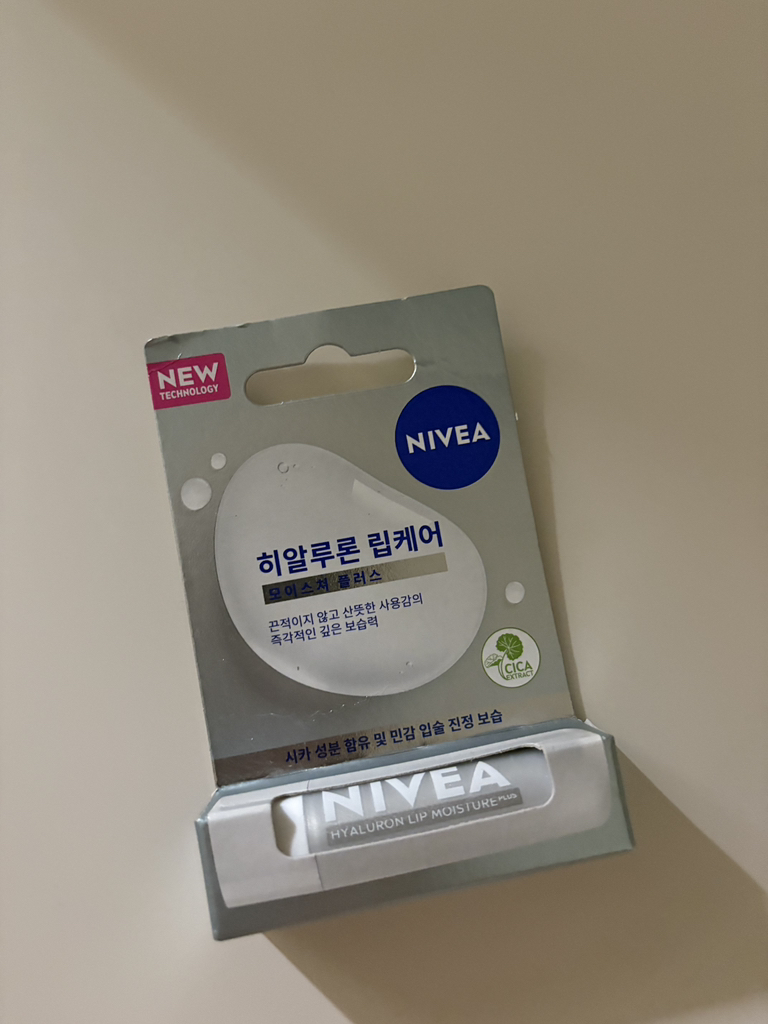 NEW
TECHNOLOGY
NIVEA
히알루론 립케어
모이스쳐 플러스
끈적이지 않고 산뜻한 사용감의
즉각적인 깊은 보습력
CICA
EXTRACT
시카 성분 함유 및 민감 입술 진정 보습
NIVEA
HYALURON LIP MOISTURE PLUS